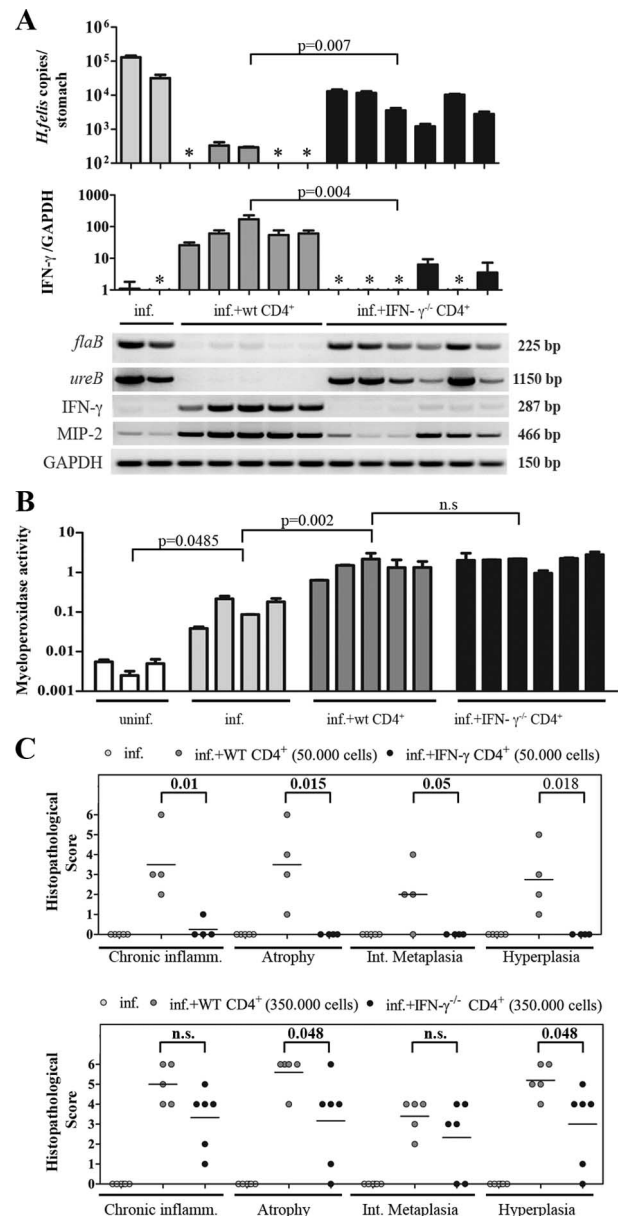 A
10⁶
10⁵
10⁴
10³
10²
H.felis copies/
stomach
p=0.007
* * * *
1000
100
10
1
IFN-γ /GAPDH
p=0.004
* * * * *
inf. inf.+wt CD4⁺ inf.+IFN- γ⁻/⁻ CD4⁺
flaB 225 bp
ureB 1150 bp
IFN-γ 287 bp
MIP-2 466 bp
GAPDH 150 bp
B
Myeloperoxidase activity
10
1
0.1
0.01
0.001
p=0.0485
p=0.002
n.s
uninf. inf. inf.+wt CD4⁺ inf.+IFN- γ⁻/⁻ CD4⁺
C
inf. inf.+WT CD4⁺ (50.000 cells) inf.+IFN-γ CD4⁺ (50.000 cells)
Histopathological
Score
6
5
4
3
2
1
0
0.01 0.015 0.05 0.018
Chronic inflamm. Atrophy Int. Metaplasia Hyperplasia
inf. inf.+WT CD4⁺ (350.000 cells) inf.+IFN-γ⁻/⁻ CD4⁺ (350.000 cells)
Histopathological
Score
6
5
4
3
2
1
0
n.s. 0.048 n.s. 0.048
Chronic inflamm. Atrophy Int. Metaplasia Hyperplasia